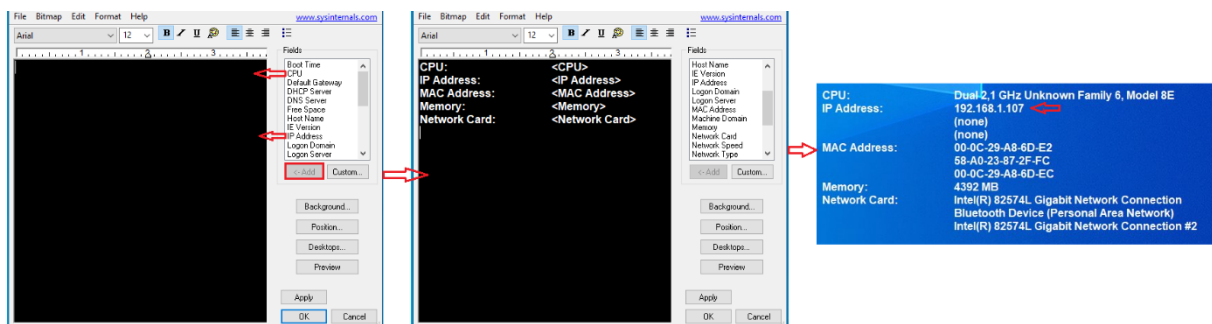 File Bitmap Edit Format Help www.sysinternals.com
Arial 12 B I U
1 2 3
Fields
Boot Time
CPU
Default Gateway
DHCP Server
DNS Server
Free Space
Host Name
IE Version
IP Address
Logon Domain
Logon Server
<- Add Custom...
Background...
Position...
Desktops...
Preview
Apply
OK Cancel
File Bitmap Edit Format Help www.sysinternals.com
Arial 12 B I U
1 2 3
Fields
CPU: <CPU>
IP Address: <IP Address>
MAC Address: <MAC Address>
Memory: <Memory>
Network Card: <Network Card>
Host Name
IE Version
IP Address
Logon Domain
Logon Server
MAC Address
Machine Domain
Memory
Network Card
Network Speed
Network Type
<- Add Custom...
Background...
Position...
Desktops...
Preview
Apply
OK Cancel
CPU: Dual 2,1 GHz Unknown Family 6, Model 8E
IP Address: 192.168.1.107
(none)
(none)
MAC Address: 00-0C-29-A8-6D-E2
58-A0-23-87-2F-FC
00-0C-29-A8-6D-EC
Memory: 4392 MB
Network Card: Intel(R) 82574L Gigabit Network Connection
Bluetooth Device (Personal Area Network)
Intel(R) 82574L Gigabit Network Connection #2